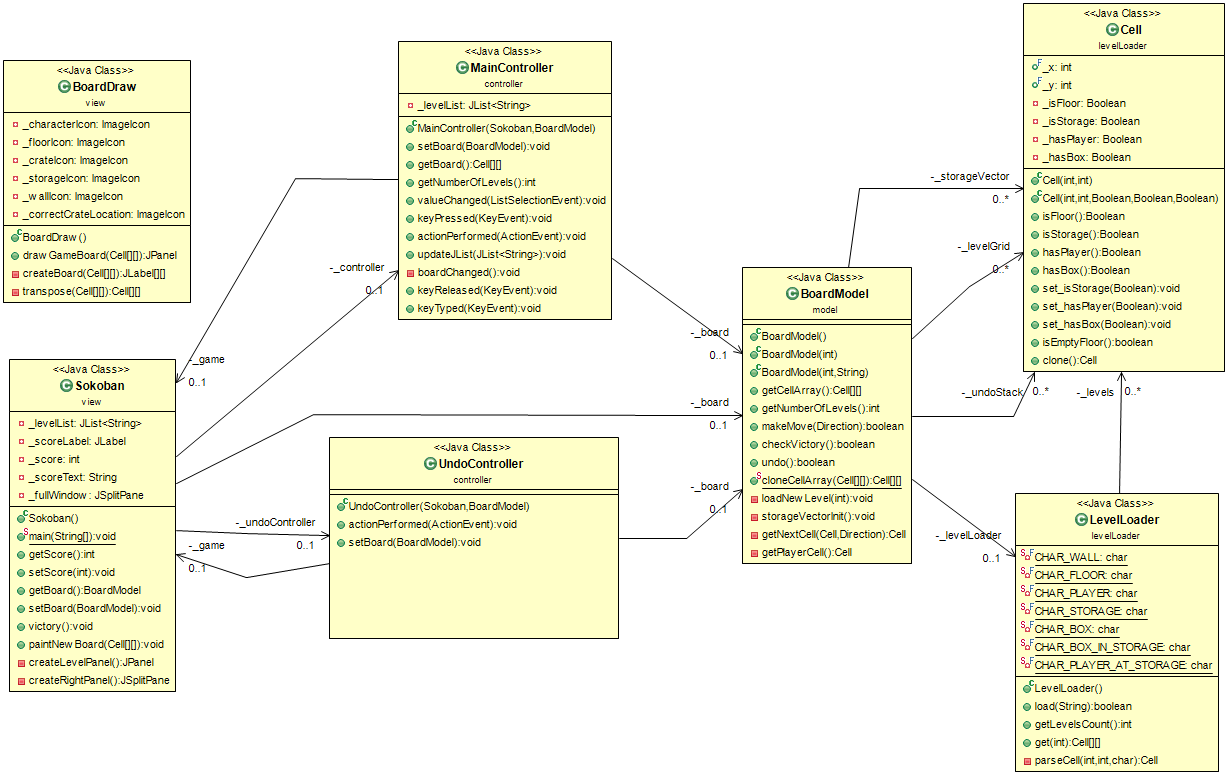 <<Java Class>>
BoardDraw
view
_characterIcon: ImageIcon
_floorIcon: ImageIcon
_crateIcon: ImageIcon
_storageIcon: ImageIcon
_wallIcon: ImageIcon
_correctCrateLocation: ImageIcon
BoardDraw()
drawGameBoard(Cell[][]):JPanel
createBoard(Cell[][]):JLabel[][]
transpose(Cell[][]):Cell[][]
<<Java Class>>
MainController
controller
_levelList: JList<String>
MainController(Sokoban,BoardModel)
setBoard(BoardModel):void
getBoard():Cell[][]
getNumberOfLevels():int
valueChanged(ListSelectionEvent):void
keyPressed(KeyEvent):void
actionPerformed(ActionEvent):void
updateJList(JList<String>):void
boardChanged():void
keyReleased(KeyEvent):void
keyTyped(KeyEvent):void
<<Java Class>>
Cell
levelLoader
_x: int
_y: int
_isFloor: Boolean
_isStorage: Boolean
_hasPlayer: Boolean
_hasBox: Boolean
Cell(int,int)
Cell(int,int,Boolean,Boolean,Boolean)
isFloor():Boolean
isStorage():Boolean
hasPlayer():Boolean
hasBox():Boolean
set_isStorage(Boolean):void
set_hasPlayer(Boolean):void
set_hasBox(Boolean):void
isEmptyFloor():boolean
clone():Cell
-_storageVector
0..*
-_levelGrid
0..*
-_controller
0..1
<<Java Class>>
BoardModel
model
BoardModel()
BoardModel(int)
BoardModel(int,String)
getCellArray():Cell[][]
getNumberOfLevels():int
makeMove(Direction):boolean
checkVictory():boolean
undo():boolean
cloneCellArray(Cell[][]):Cell[][]
loadNewLevel(int):void
storageVectorInit():void
getNextCell(Cell,Direction):Cell
getPlayerCell():Cell
-_board
0..1
-_game
0..1
<<Java Class>>
Sokoban
view
_levelList: JList<String>
_scoreLabel: JLabel
_score: int
_scoreText: String
_fullWindow: JSplitPane
Sokoban()
main(String[]):void
getScore():int
setScore(int):void
getBoard():BoardModel
setBoard(BoardModel):void
victory():void
paintNewBoard(Cell[][]):void
createLevelPanel():JPanel
createRightPanel():JSplitPane
-_board
0..1
-_undoStack
0..*
-_levels
0..*
<<Java Class>>
UndoController
controller
UndoController(Sokoban,BoardModel)
actionPerformed(ActionEvent):void
setBoard(BoardModel):void
-_board
0..1
-_undoController
0..1
-_game
0..1
-_levelLoader
0..1
<<Java Class>>
LevelLoader
levelLoader
CHAR_WALL: char
CHAR_FLOOR: char
CHAR_PLAYER: char
CHAR_STORAGE: char
CHAR_BOX: char
CHAR_BOX_IN_STORAGE: char
CHAR_PLAYER_AT_STORAGE: char
LevelLoader()
load(String):boolean
getLevelsCount():int
get(int):Cell[][]
parseCell(int,int,char):Cell